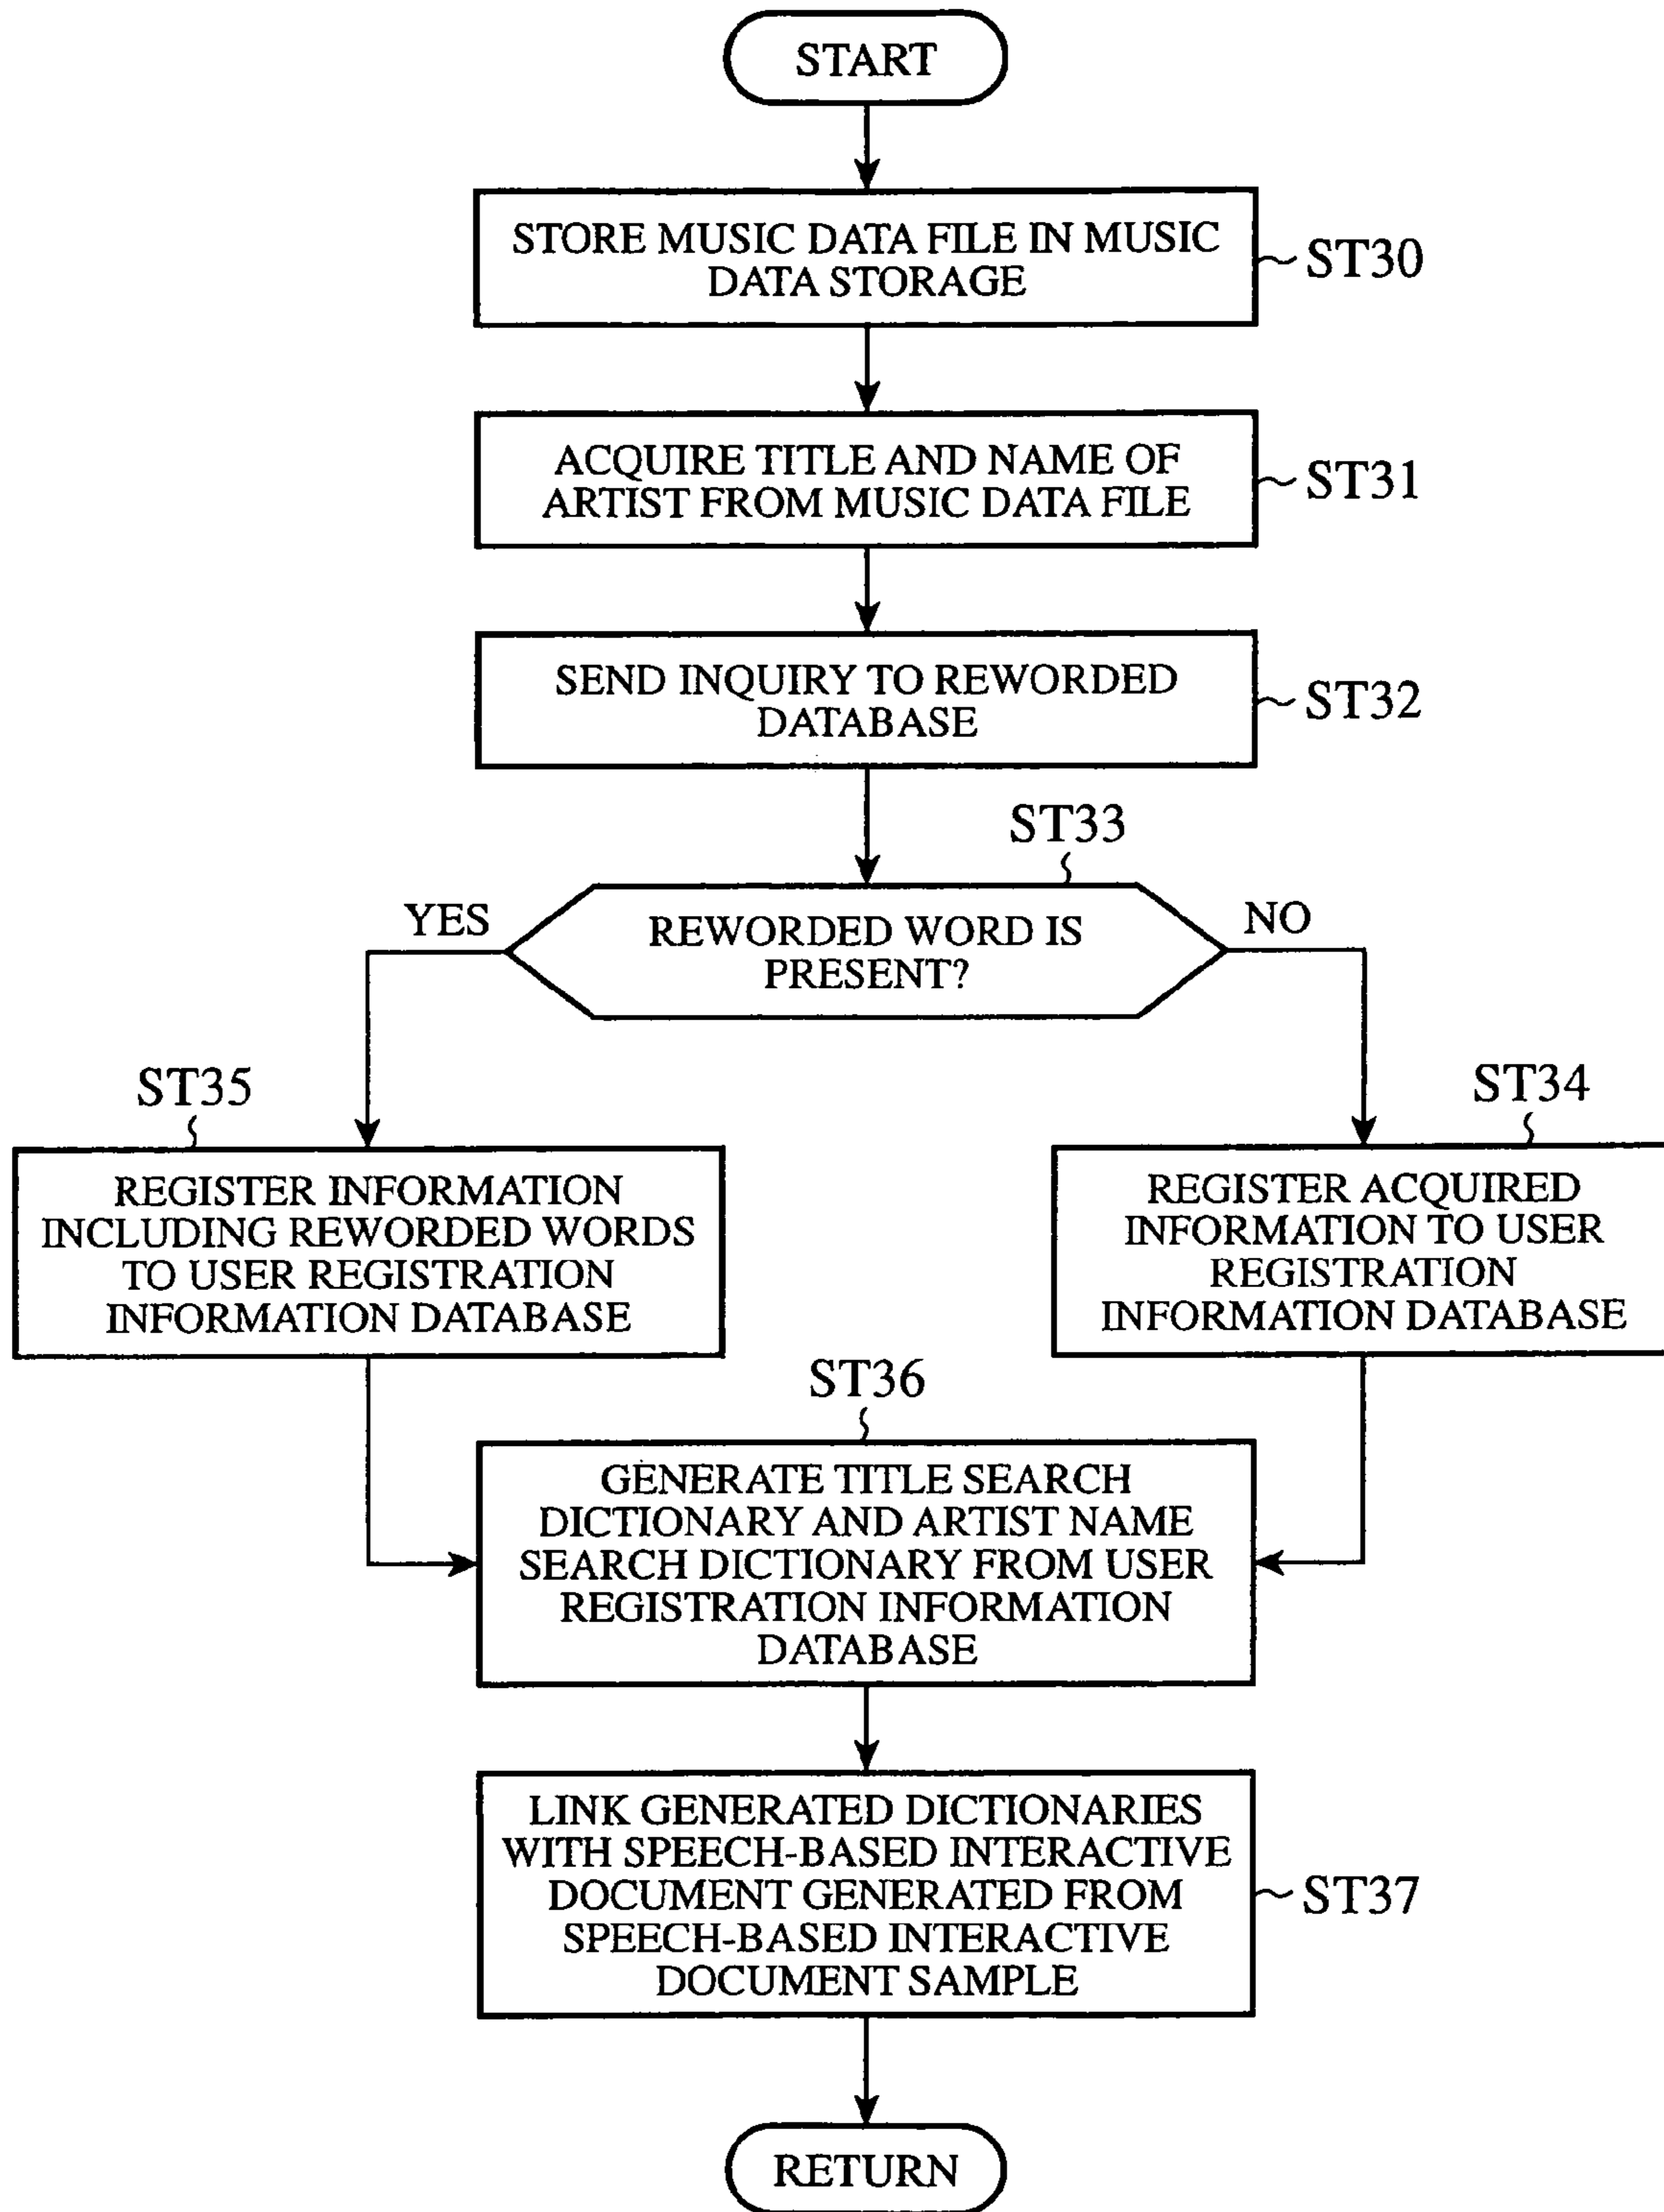 START
STORE MUSIC DATA FILE IN MUSIC
DATA STORAGE
ST30
ACQUIRE TITLE AND NAME OF
ARTIST FROM MUSIC DATA FILE
ST31
SEND INQUIRY TO REWORDED
DATABASE
ST32
ST33
YES
REWORDED WORD IS
PRESENT?
NO
ST35
REGISTER INFORMATION
INCLUDING REWORDED WORDS
TO USER REGISTRATION
INFORMATION DATABASE
ST34
REGISTER ACQUIRED
INFORMATION TO USER
REGISTRATION
INFORMATION DATABASE
ST36
GENERATE TITLE SEARCH
DICTIONARY AND ARTIST NAME
SEARCH DICTIONARY FROM USER
REGISTRATION INFORMATION
DATABASE
LINK GENERATED DICTIONARIES
WITH SPEECH-BASED INTERACTIVE
DOCUMENT GENERATED FROM
SPEECH-BASED INTERACTIVE
DOCUMENT SAMPLE
ST37
RETURN